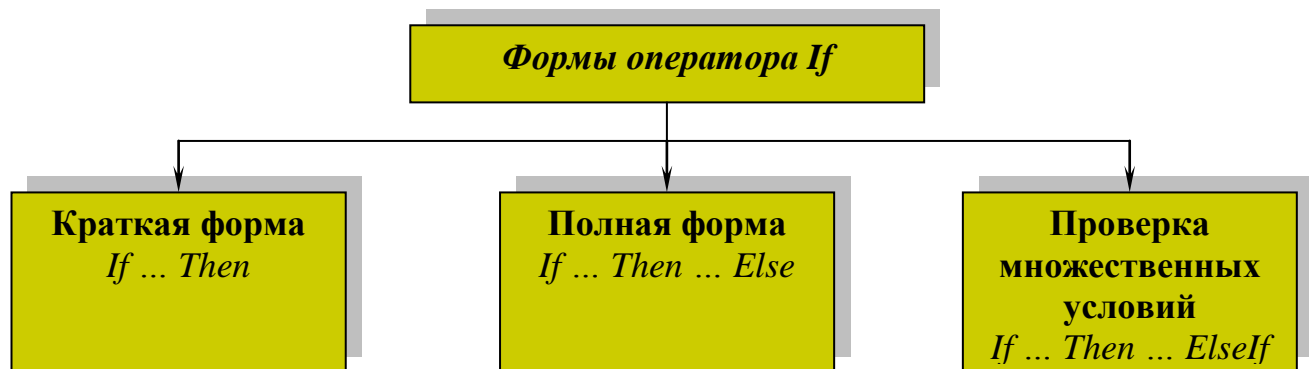 Формы оператора If
Краткая форма
If … Then
Полная форма
If … Then … Else
Проверка
множественных
условий
If … Then … ElseIf